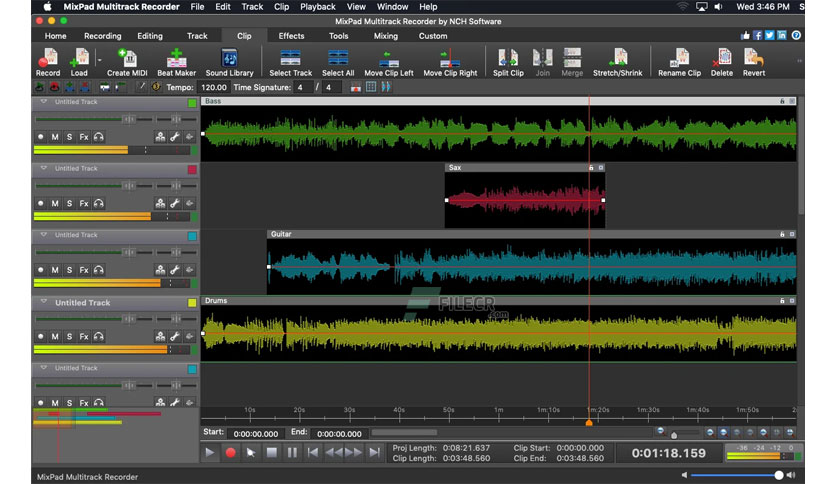 MixPad Multitrack Recorder File Edit Track Clip Playback View Window Help Wed 3:46 PM S
MixPad Multitrack Recorder by NCH Software
Home Recording Editing Track Clip Effects Tools Mixing Custom
Record Load Create MIDI Beat Maker Sound Library Select Track Select All Move Clip Left Move Clip Right Split Clip Join Merge Stretch/Shrink Rename Clip Delete Revert
Tempo: 120.00 Time Signature: 4 / 4
Untitled Track Bass
M S Fx
Untitled Track Sax
M S Fx
Untitled Track Guitar
M S Fx
Untitled Track Drums
FILECR
.com
M S Fx
Untitled Track
M S Fx
10s 20s 30s 40s 50s 1m 1m:10s 1m:20s 1m:30s 1m:40s 1m:50s
Start: 0:00:00.000 End: 0:00:00.000
Proj Length: 0:08:21.637 Clip Start: 0:00:00.000
Clip Length: 0:03:48.560 Clip End: 0:03:48.560
0:01:18.159
-36 -24 -12 0
MixPad Multitrack Recorder